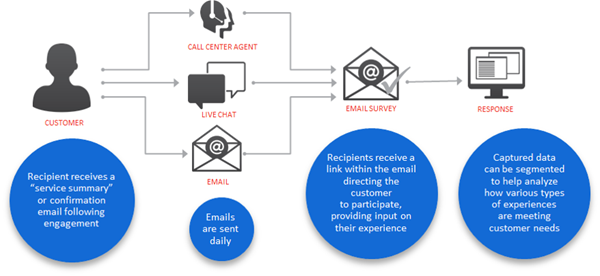 CALL CENTER AGENT
CUSTOMER
LIVE CHAT
EMAIL SURVEY
RESPONSE
EMAIL
Recipient receives a
“service summary”
or confirmation
email following
engagement
Emails
are sent
daily
Recipients receive a
link within the email
directing the
customer
to participate,
providing input on
their experience
Captured data
can be segmented
to help analyze
how various types
of experiences
are meeting
customer needs